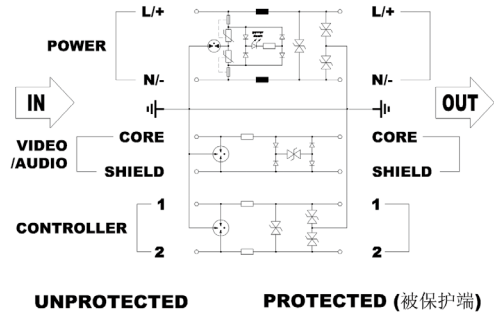 L/+ L/+
POWER
N/- N/-
IN OUT
VIDEO
/AUDIO
CORE CORE
SHIELD SHIELD
1 1
CONTROLLER
2 2
UNPROTECTED PROTECTED (被保护端)